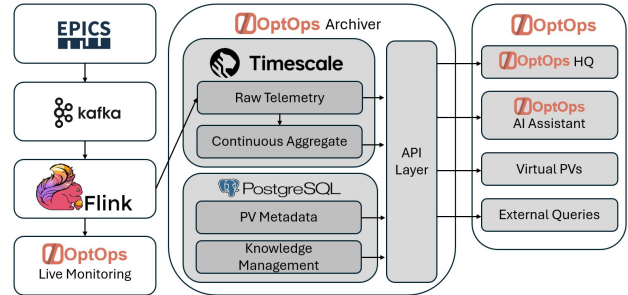 EPICS
kafka
Flink
OptOps
Live Monitoring
OptOps Archiver
Timescale
Raw Telemetry
Continuous Aggregate
PostgreSQL
PV Metadata
Knowledge
Management
API
Layer
OptOps
OptOps HQ
OptOps
AI Assistant
Virtual PVs
External Queries